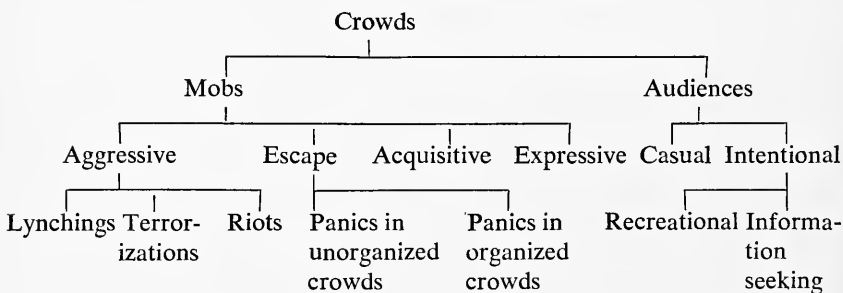 Crowds
Mobs Audiences
Aggressive Escape Acquisitive Expressive Casual Intentional
Lynchings Terror- Riots Panics in Panics in Recreational Informa-
izations unorganized organized tion
crowds crowds seeking